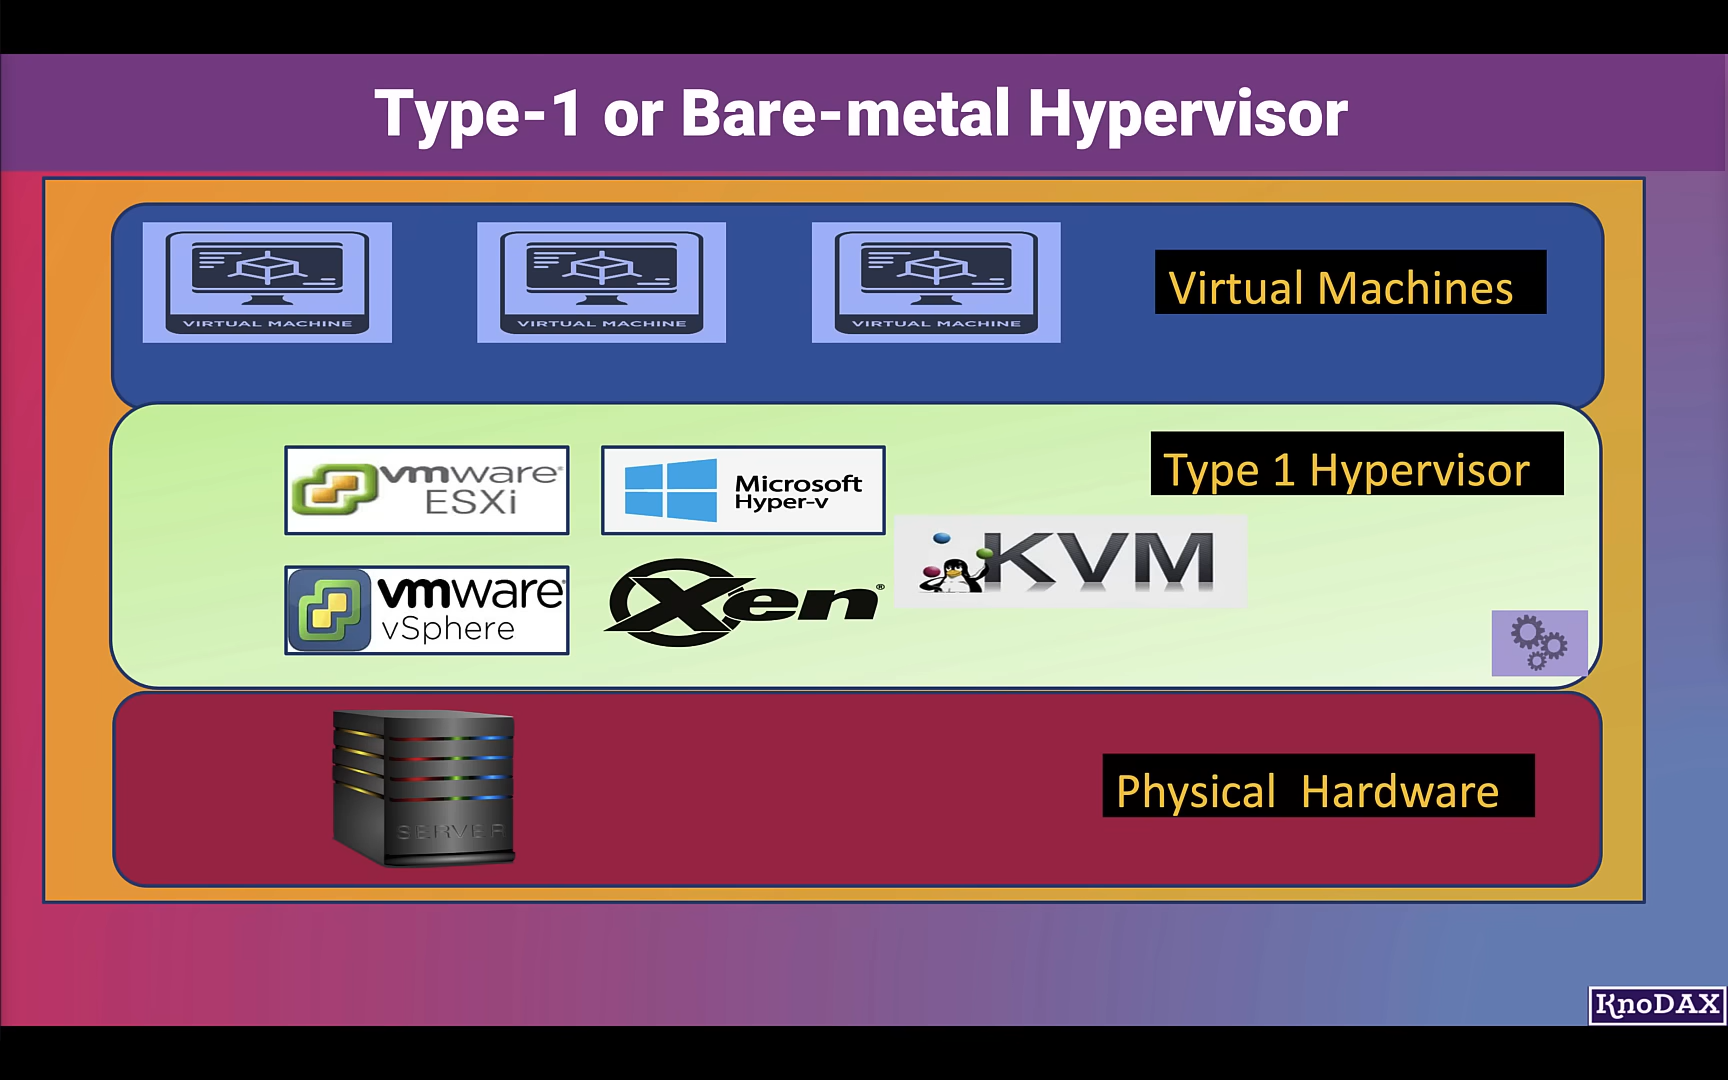 Type-1 or Bare-metal Hypervisor
VIRTUAL MACHINE
VIRTUAL MACHINE
VIRTUAL MACHINE
Virtual Machines
vmware®
ESXi
Microsoft
Hyper-v
Type 1 Hypervisor
KVM
vmware®
vSphere
Xen®
SERVER
Physical Hardware
KnoDAX